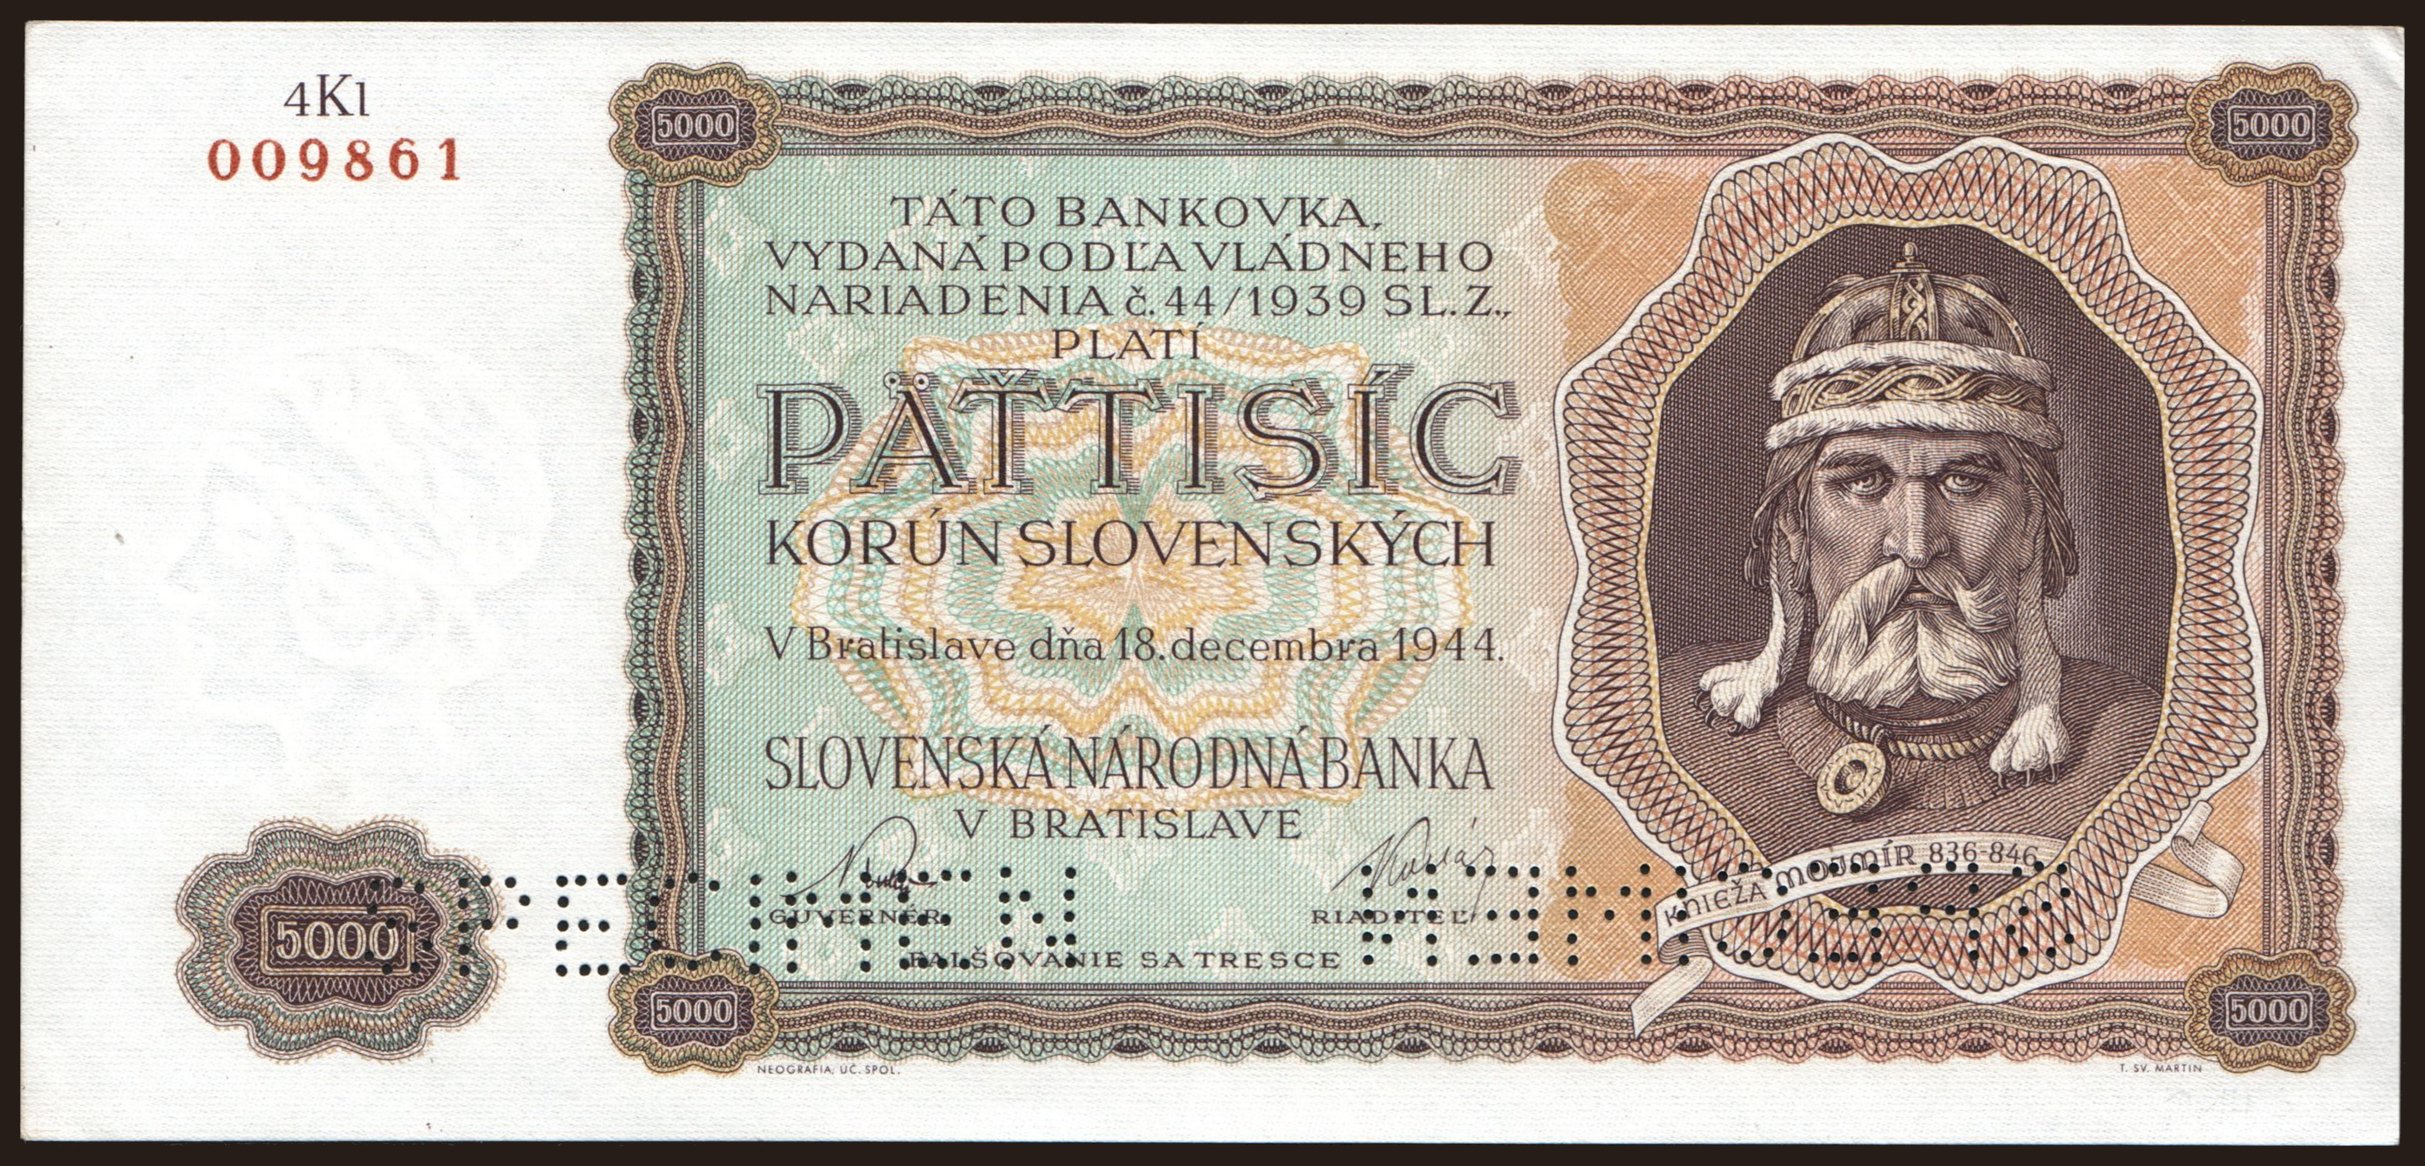 4K1
009861
5000
5000
TÁTO BANKOVKA,
VYDANÁ PODĽA VLÁDNEHO
NARIADENIA č. 44/1939 SL. Z.,
PLATÍ
PÄŤTISÍC
KORÚN SLOVENSKÝCH
V Bratislave dňa 18. decembra 1944.
SLOVENSKÁ NÁRODNÁ BANKA
V BRATISLAVE
GUVERNÉR
RIADITEĽ
KNIEŽA MOJMÍR 836-846
SPECIMEN
SPECIMEN
FALŠOVANIE SA TRESCE
5000
5000
5000
NEOGRAFIA, ÚČ. SPOL.
T. SV. MARTIN